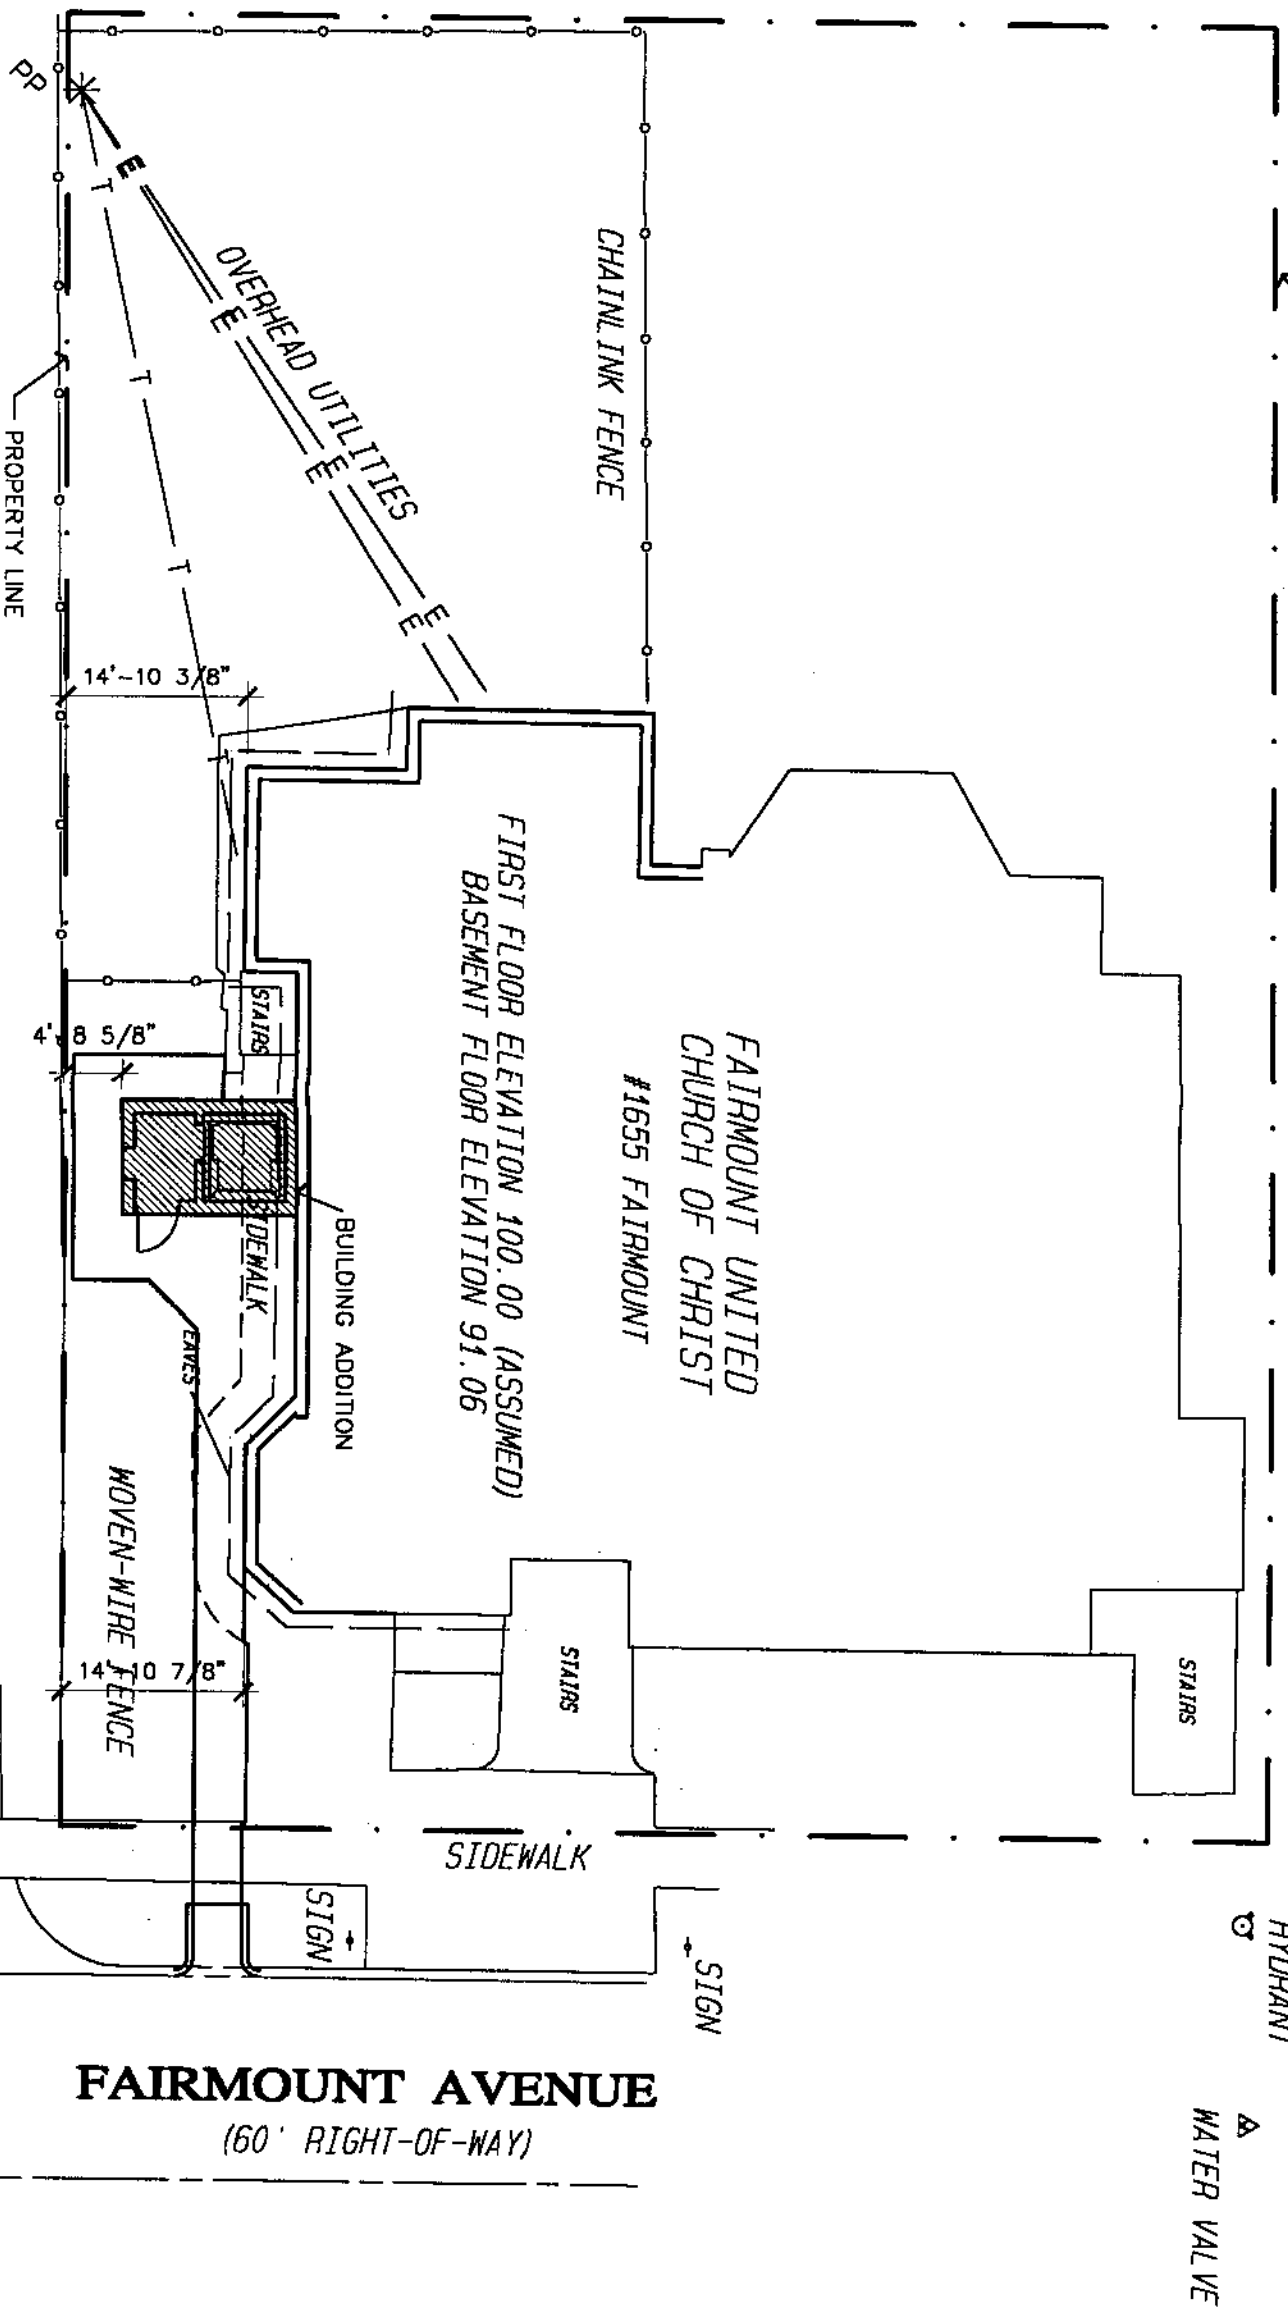 PP
E
T
E
E
OVERHEAD UTILITIES
T
E
E
T
E
E
T
CHAINLINK FENCE
PROPERTY LINE
14'-10 3/8"
FIRST FLOOR ELEVATION 100.00 (ASSUMED)
BASEMENT FLOOR ELEVATION 91.06
FAIRMOUNT UNITED
CHURCH OF CHRIST
#1655 FAIRMOUNT
STAIRS
4'-8 5/8"
SIDEWALK
BUILDING ADDITION
EAVES
WOVEN-WIRE FENCE
14'-10 7/8"
STAIRS
STAIRS
SIDEWALK
SIGN
SIGN
HYDRANT
WATER VALVE
FAIRMOUNT AVENUE
(60' RIGHT-OF-WAY)